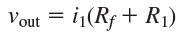 v_out = i_1(R_f + R_1)